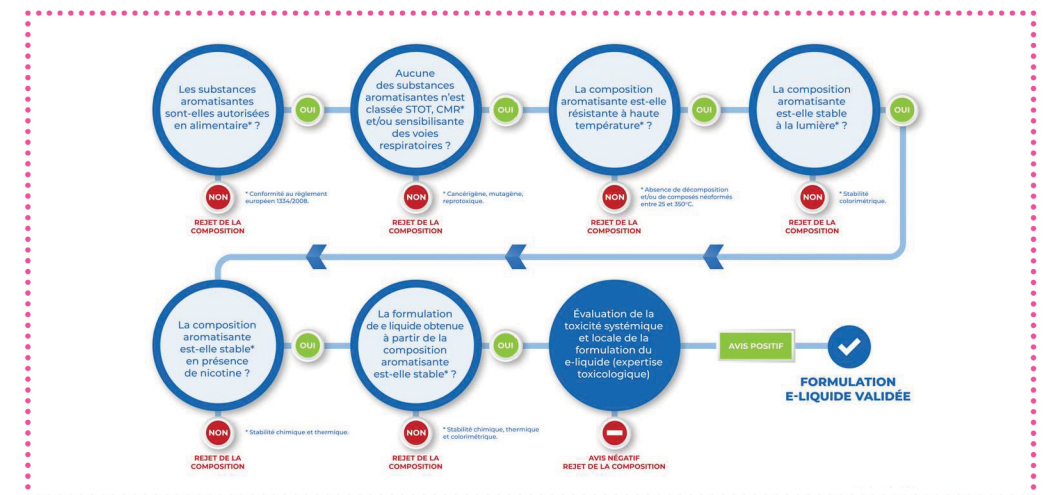 Les substances
aromatisantes
sont-elles autorisées
en alimentaire* ?
OUI
NON
* Conformité au règlement
européen 1334/2008.
REJET DE LA
COMPOSITION
Aucune
des substances
aromatisantes n'est
classée STOT, CMR*
et/ou sensibilisante
des voies
respiratoires ?
OUI
NON
* Cancérigène, mutagène,
reprotoxique.
REJET DE LA
COMPOSITION
La composition
aromatisante est-elle
résistante à haute
température* ?
OUI
NON
* Absence de décomposition
et/ou de composés néoformés
entre 25 et 350°C.
REJET DE LA
COMPOSITION
La composition
aromatisante
est-elle stable
à la lumière* ?
OUI
NON
* Stabilité
colorimétrique.
REJET DE LA
COMPOSITION
La composition
aromatisante
est-elle stable*
en présence
de nicotine ?
OUI
NON
* Stabilité chimique et thermique.
REJET DE LA
COMPOSITION
La formulation
de e liquide obtenue
à partir de la
composition
aromatisante
est-elle stable* ?
OUI
NON
* Stabilité chimique, thermique
et colorimétrique.
REJET DE LA
COMPOSITION
Évaluation de la
toxicité systémique
et locale de la
formulation du
e-liquide (expertise
toxicologique)
AVIS NÉGATIF
REJET DE LA COMPOSITION
AVIS POSITIF
FORMULATION
E-LIQUIDE VALIDÉE